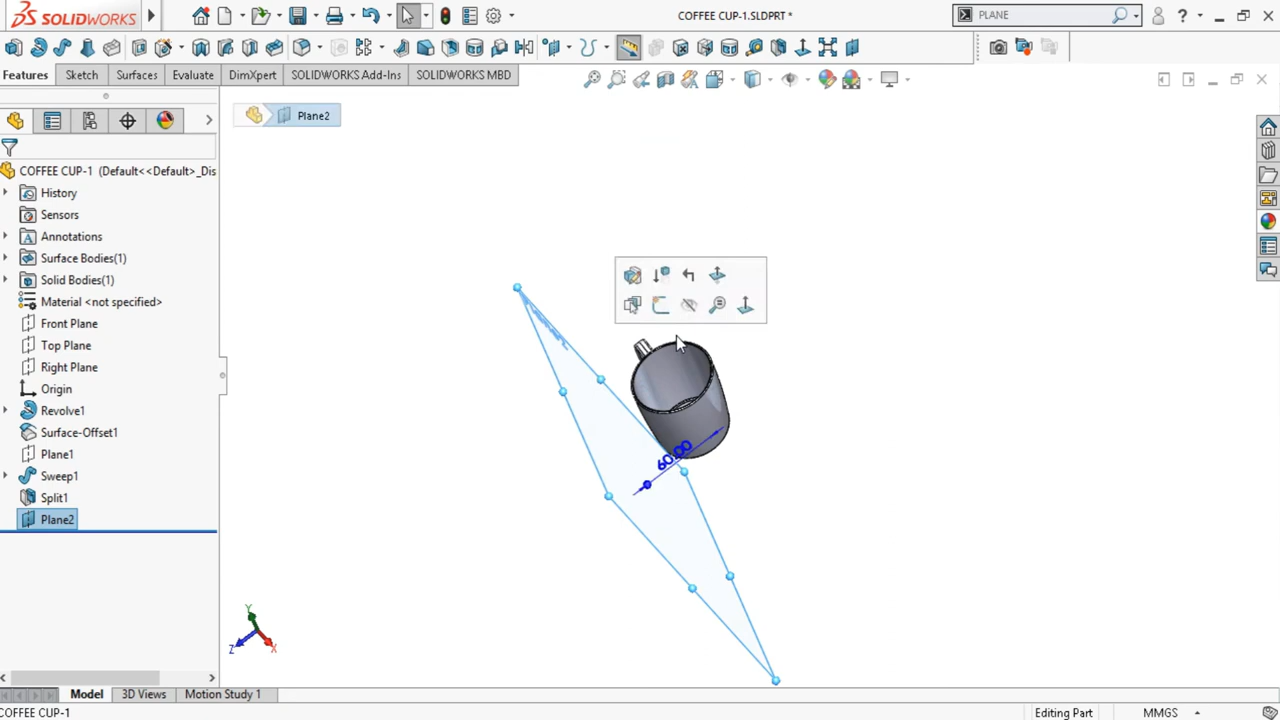 SOLIDWORKS
COFFEE CUP-1.SLDPRT *
PLANE
Features
Sketch
Surfaces
Evaluate
DimXpert
SOLIDWORKS Add-Ins
SOLIDWORKS MBD
Plane2
COFFEE CUP-1 (Default<<Default>_Dis
History
Sensors
Annotations
Surface Bodies(1)
Solid Bodies(1)
Material <not specified>
Front Plane
Top Plane
Right Plane
Origin
Revolve1
Surface-Offset1
Plane1
Sweep1
Split1
Plane2
60.00
Y
Z
X
Model
3D Views
Motion Study 1
COFFEE CUP-1
Editing Part
MMGS